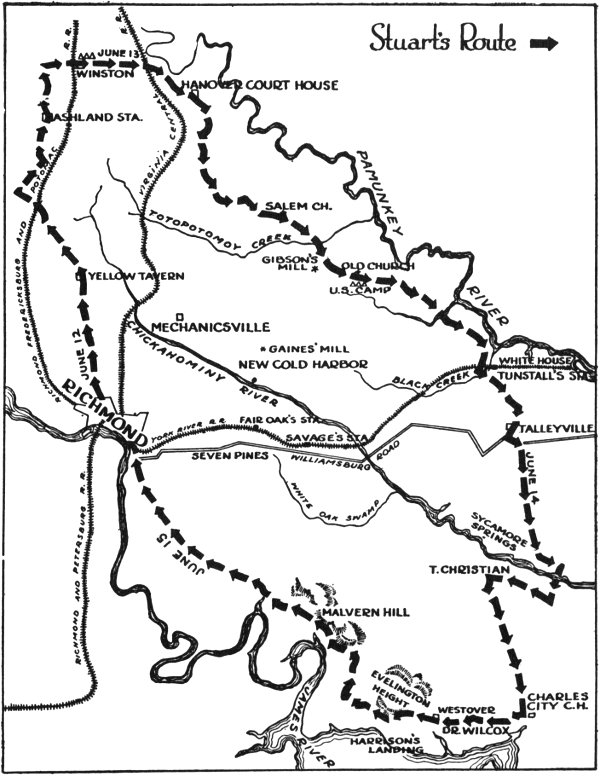 Stuart's Route
R. R.
JUNE 13
R. R.
WINSTON
HANOVER COURT HOUSE
ASHLAND STA.
VIRGINIA CENTRAL
POTOMAC
PAMUNKEY
SALEM CH.
TOTOPOTOMOY CREEK
GIBSON'S
MILL
OLD CHURCH
U.S. CAMP
YELLOW TAVERN
RIVER
RICHMOND FREDERICKSBURG AND
MECHANICSVILLE
GAINES' MILL
NEW COLD HARBOR
CHICKAHOMINY RIVER
JUNE 12
WHITE HOUSE
BLACK CREEK
TUNSTALL'S STA.
RICHMOND
YORK RIVER R.R.
FAIR OAK'S STA.
TALLEYVILLE
SAVAGE'S STA.
SEVEN PINES
WILLIAMSBURG ROAD
JUNE 14
WHITE OAK SWAMP
SYCAMORE
SPRINGS
RICHMOND AND PETERSBURG R.R.
JUNE 15
T. CHRISTIAN
MALVERN HILL
EVELINGTON
HEIGHT
CHARLES
CITY C.H.
WESTOVER
DR. WILCOX
JAMES RIVER
HARRISON'S
LANDING